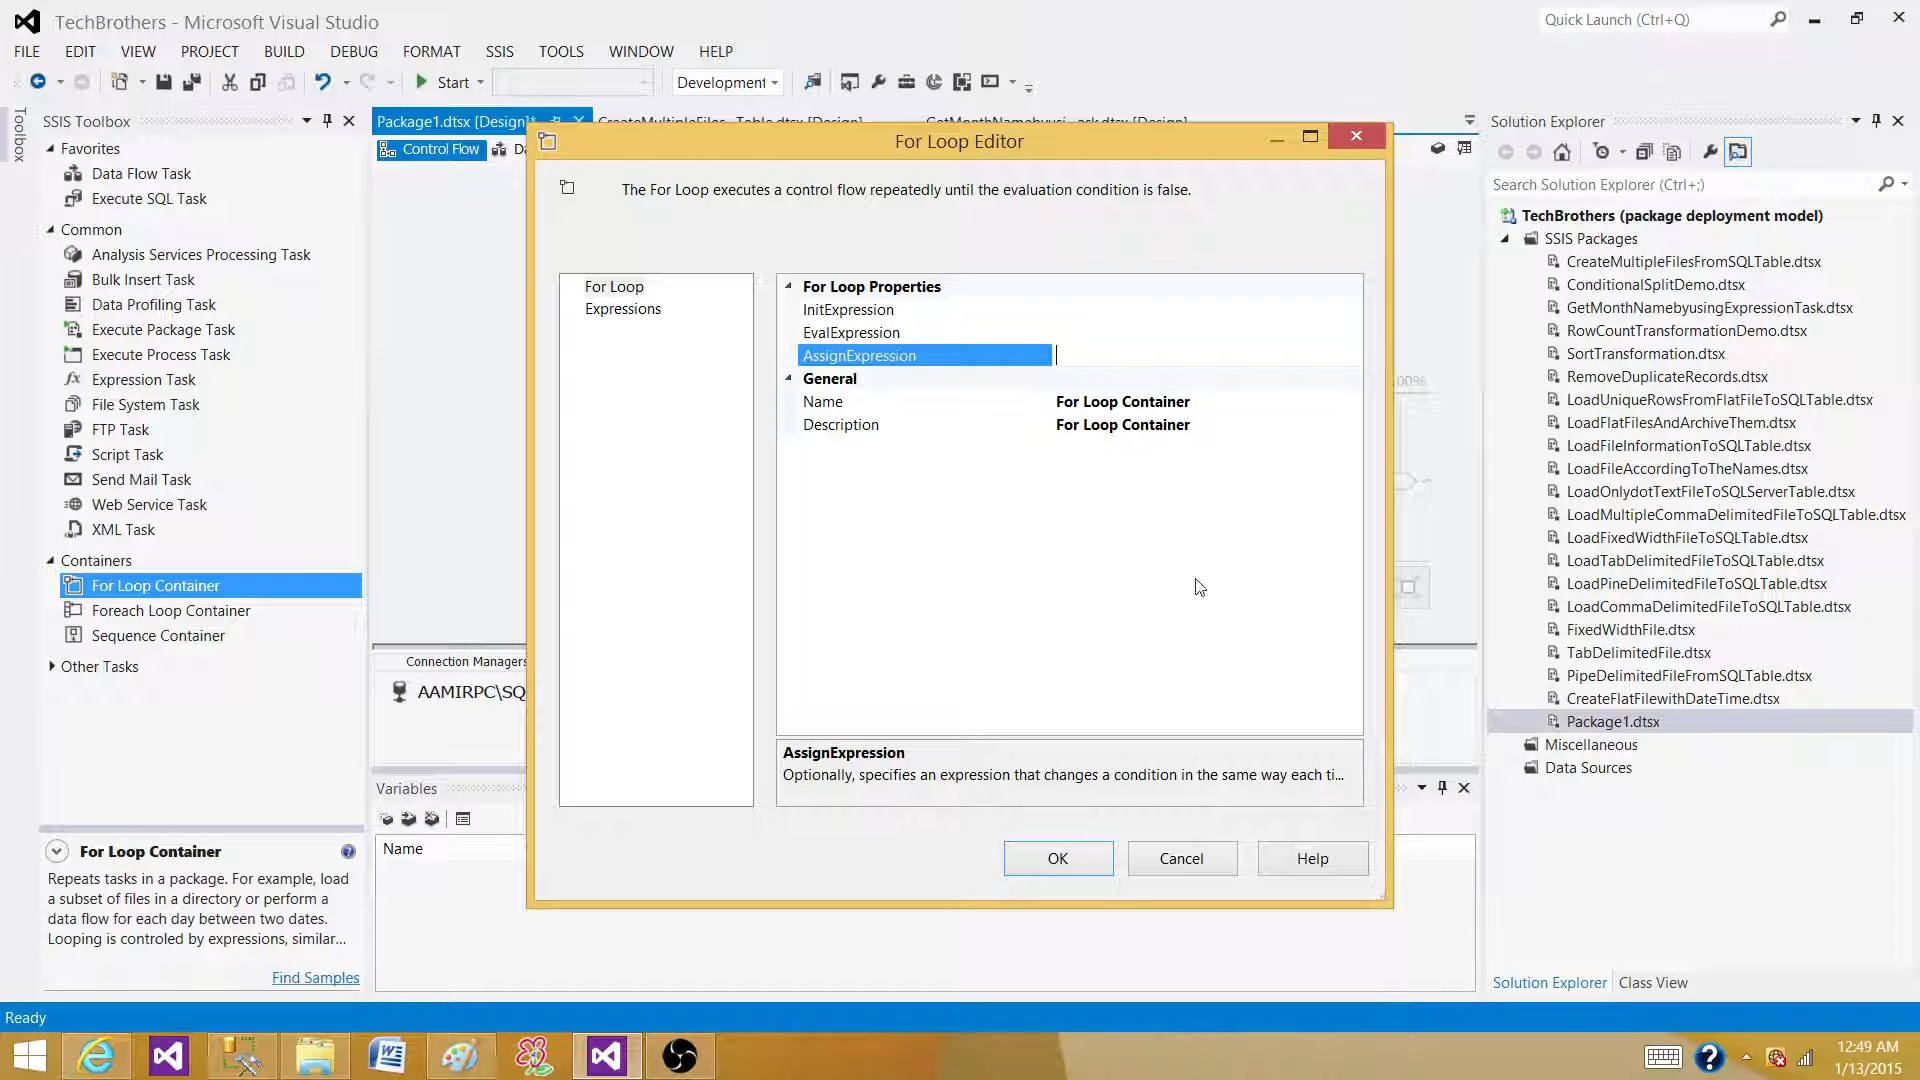 TechBrothers - Microsoft Visual Studio
Quick Launch (Ctrl+Q)
FILE EDIT VIEW PROJECT BUILD DEBUG FORMAT SSIS TOOLS WINDOW HELP
Start
Development
Toolbox
SSIS Toolbox
Favorites
Data Flow Task
Execute SQL Task
Common
Analysis Services Processing Task
Bulk Insert Task
Data Profiling Task
Execute Package Task
Execute Process Task
Expression Task
File System Task
FTP Task
Script Task
Send Mail Task
Web Service Task
XML Task
Containers
For Loop Container
Foreach Loop Container
Sequence Container
Other Tasks
For Loop Container
Repeats tasks in a package. For example, load
a subset of files in a directory or perform a
data flow for each day between two dates.
Looping is controled by expressions, similar...
Find Samples
Package1.dtsx [Design]*
Control Flow
Connection Managers
AAMIRPC\SQ
Variables
Name
For Loop Editor
The For Loop executes a control flow repeatedly until the evaluation condition is false.
For Loop
Expressions
For Loop Properties
InitExpression
EvalExpression
AssignExpression
General
Name For Loop Container
Description For Loop Container
AssignExpression
Optionally, specifies an expression that changes a condition in the same way each ti...
OK Cancel Help
Solution Explorer
Search Solution Explorer (Ctrl+;)
TechBrothers (package deployment model)
SSIS Packages
CreateMultipleFilesFromSQLTable.dtsx
ConditionalSplitDemo.dtsx
GetMonthNamebyusingExpressionTask.dtsx
RowCountTransformationDemo.dtsx
SortTransformation.dtsx
RemoveDuplicateRecords.dtsx
LoadUniqueRowsFromFlatFileToSQLTable.dtsx
LoadFlatFilesAndArchiveThem.dtsx
LoadFileInformationToSQLTable.dtsx
LoadFileAccordingToTheNames.dtsx
LoadOnlydotTextFileToSQLServerTable.dtsx
LoadMultipleCommaDelimitedFileToSQLTable.dtsx
LoadFixedWidthFileToSQLTable.dtsx
LoadTabDelimitedFileToSQLTable.dtsx
LoadPineDelimitedFileToSQLTable.dtsx
LoadCommaDelimitedFileToSQLTable.dtsx
FixedWidthFile.dtsx
TabDelimitedFile.dtsx
PipeDelimitedFileFromSQLTable.dtsx
CreateFlatFilewithDateTime.dtsx
Package1.dtsx
Miscellaneous
Data Sources
Solution Explorer Class View
Ready
12:49 AM
1/13/2015